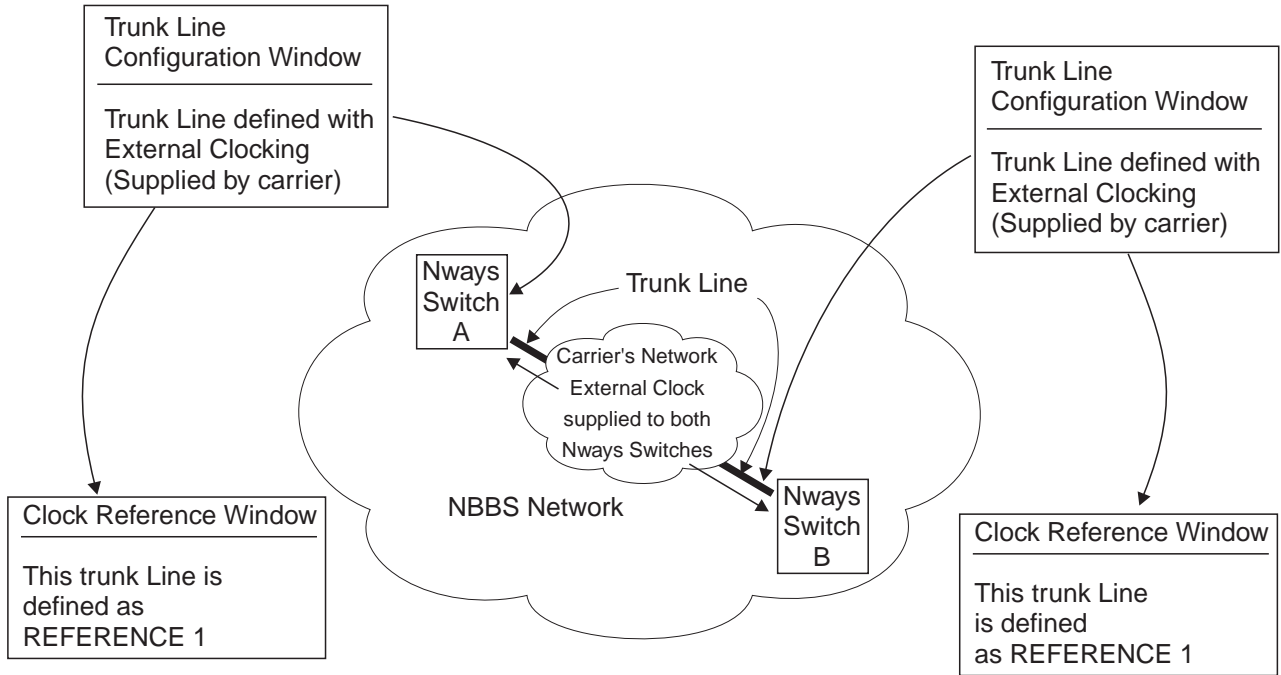 Trunk Line
Configuration Window
Trunk Line defined with
External Clocking
(Supplied by carrier)
Trunk Line
Configuration Window
Trunk Line defined with
External Clocking
(Supplied by carrier)
Nways
Switch
A
Trunk Line
Carrier's Network
External Clock
supplied to both
Nways Switches
NBBS Network
Nways
Switch
B
Clock Reference Window
This trunk Line is
defined as
REFERENCE 1
Clock Reference Window
This trunk Line
is defined
as REFERENCE 1